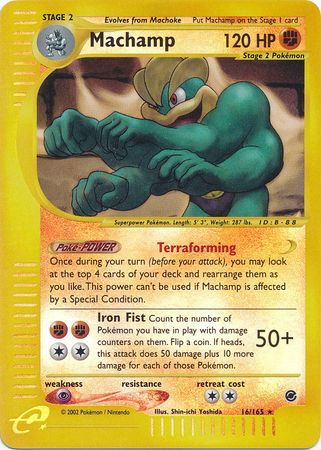 STAGE 2
Evolves from Machoke
Put Machamp on the Stage 1 card
Machamp
120 HP
Stage 2 Pokémon
Superpower Pokémon. Length: 5' 3", Weight: 287 lbs. ID:B-88
Poké-POWER
Terraforming
Once during your turn (before your attack), you may look
at the top 4 cards of your deck and rearrange them as
you like. This power can't be used if Machamp is affected
by a Special Condition.
Iron Fist Count the number of
Pokémon you have in play with damage
counters on them. Flip a coin. If heads,
this attack does 50 damage plus 10 more
damage for each of those Pokémon.
50+
weakness
resistance
retreat cost
e
© 2002 Pokémon / Nintendo
Illus. Shin-ichi Yoshida
16/165 ★